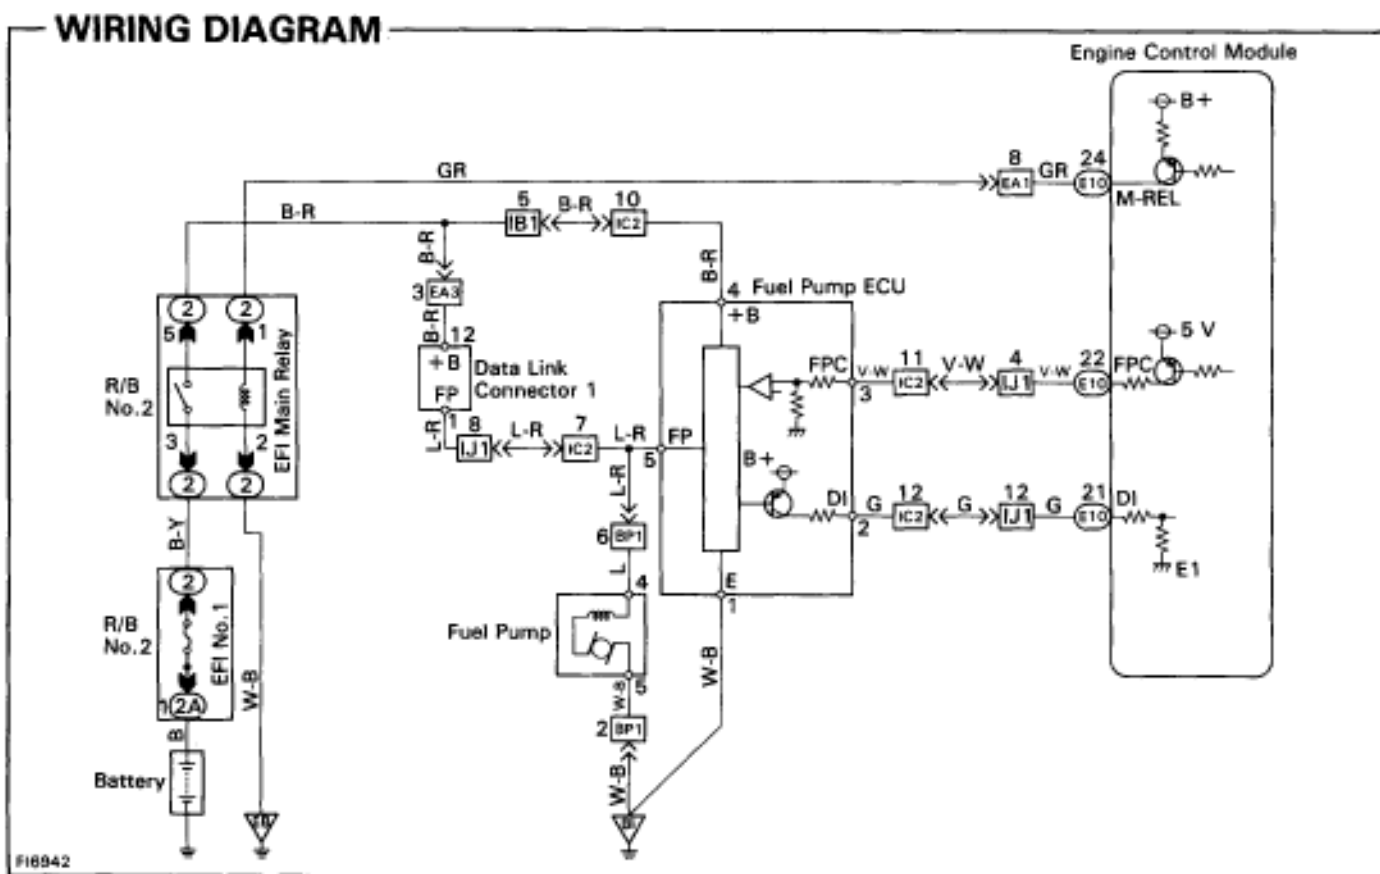 WIRING DIAGRAM
Engine Control Module
B+
8
GR
24
GR
EA1
E10
M-REL
B-R
5
B-R
10
IB1
IC2
B-R
B-R
3
EA3
B-R
12
+B
FP
Data Link
Connector 1
1
L-R
8
IJ1
L-R
7
IC2
L-R
4
Fuel Pump ECU
+B
FPC
V-W
11
V-W
4
V-W
22
FPC
5 V
3
IC2
IJ1
E10
FP
5
B+
DI
G
12
G
12
G
21
DI
2
IC2
IJ1
E10
E1
E
1
2
2
5
1
R/B
No.2
EFI Main Relay
3
2
2
2
B-Y
2
R/B
No.2
EFI No.1
1
2A
W-B
B
Battery
L-R
6
BP1
L
4
Fuel Pump
5
W-B
2
BP1
W-B
W-B
FI6942